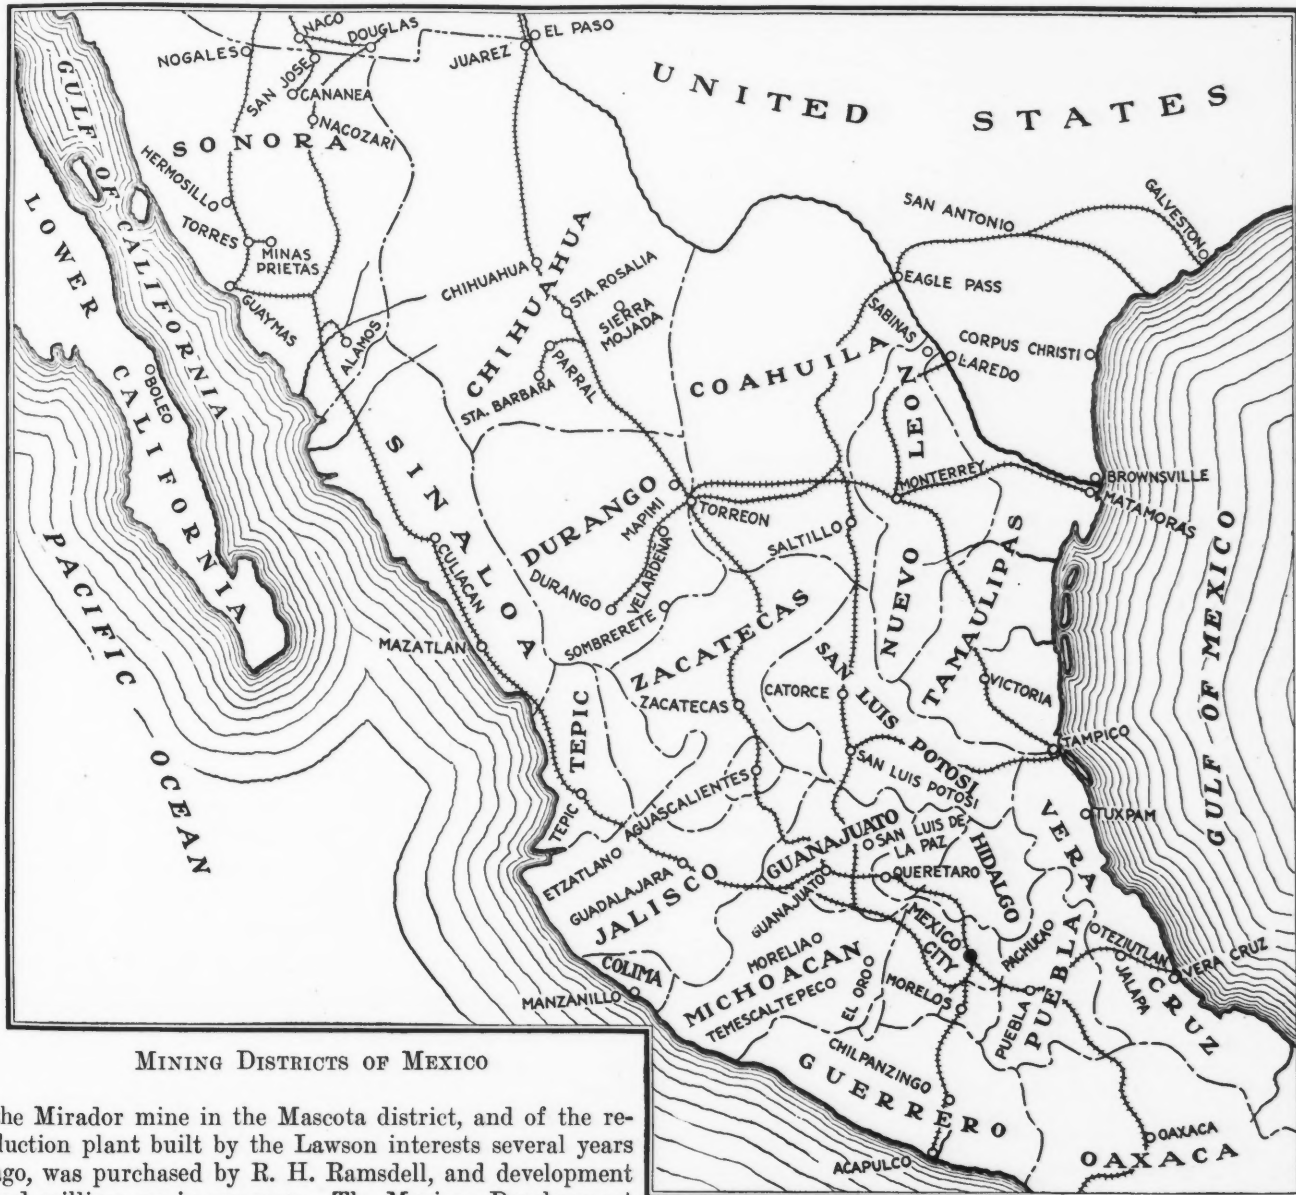 NACO
DOUGLAS
NOGALES
SAN JOSE
CANANEA
NACOZARI
SONORA
JUAREZ
EL PASO
UNITED STATES
GULF OF CALIFORNIA
HERMOSILLO
TORRES
MINAS
PRIETAS
GUAYMAS
ALAMOS
LOWER CALIFORNIA
BOLEO
CHIHUAHUA
CHIHUAHUA
STA. ROSALIA
SIERRA
MOJADA
PARRAL
STA. BARBARA
SAN ANTONIO
GALVESTON
EAGLE PASS
SABINAS
CORPUS CHRISTI
LAREDO
COAHUILA
NUEVO LEON
MONTERREY
BROWNSVILLE
MATAMORAS
SINALOA
CULIACAN
MAZATLAN
DURANGO
MAPIMI
TORREON
VELARDEÑA
DURANGO
SOMBRERETE
SALTILLO
ZACATECAS
ZACATECAS
CATORCE
SAN LUIS POTOSI
SAN LUIS POTOSI
TAMAULIPAS
VICTORIA
TAMPICO
TUXPAM
GULF OF MEXICO
PACIFIC OCEAN
TEPIC
TEPIC
AGUASCALIENTES
ETZATLANO
GUADALAJARA
JALISCO
GUANAJUATO
GUANAJUATO
SAN LUIS DE
LA PAZ
QUERETARO
HIDALGO
VERA CRUZ
MEXICO
CITY
PACHUCA
PUEBLA
PUEBLA
TEZIUTLAN
JALAPA
VERA CRUZ
COLIMA
MANZANILLO
MORELIA
MICHOACAN
TEMESCALTEPECO
EL ORO
MORELOS
CHILPANZINGO
GUERRERO
ACAPULCO
OAXACA
OAXACA
MINING DISTRICTS OF MEXICO
he Mirador mine in the Mascota district, and of the re-
duction plant built by the Lawson interests several years
ago, was purchased by R. H. Ramsdell, and development